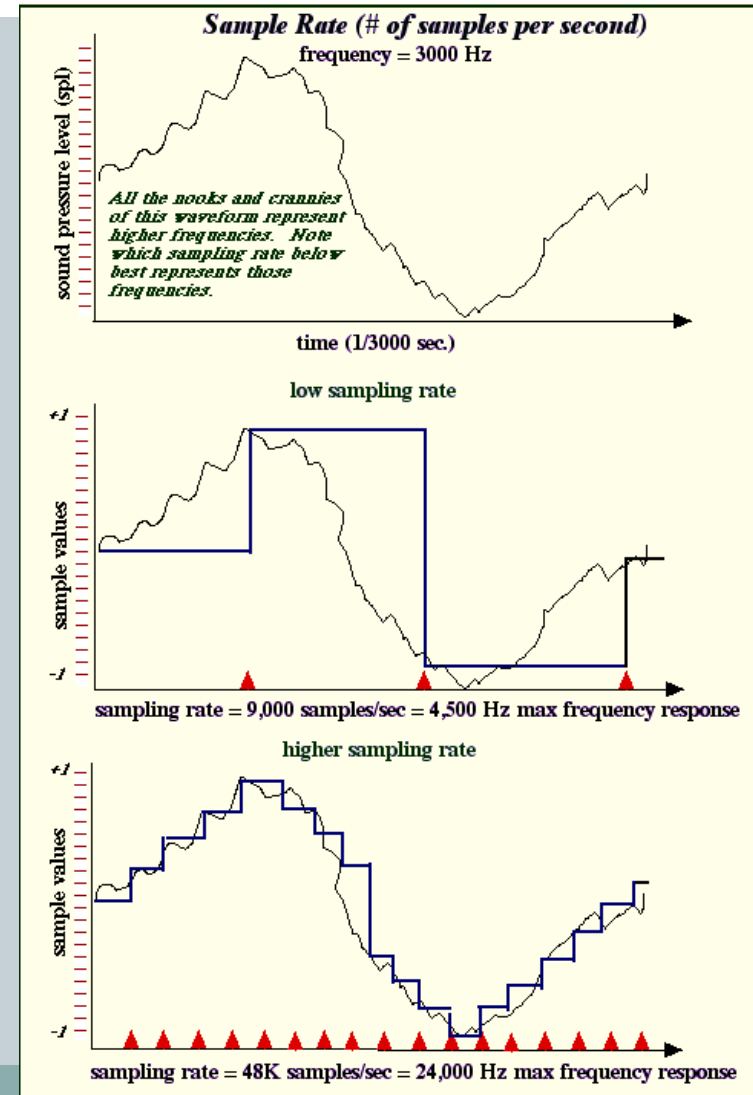 Sample Rate (# of samples per second)
frequency = 3000 Hz
sound pressure level (spl)
All the nooks and crannies
of this waveform represent
higher frequencies. Note
which sampling rate below
best represents those
frequencies.
time (1/3000 sec.)
low sampling rate
+1
sample values
-1
sampling rate = 9,000 samples/sec = 4,500 Hz max frequency response
higher sampling rate
+1
sample values
-1
sampling rate = 48K samples/sec = 24,000 Hz max frequency response